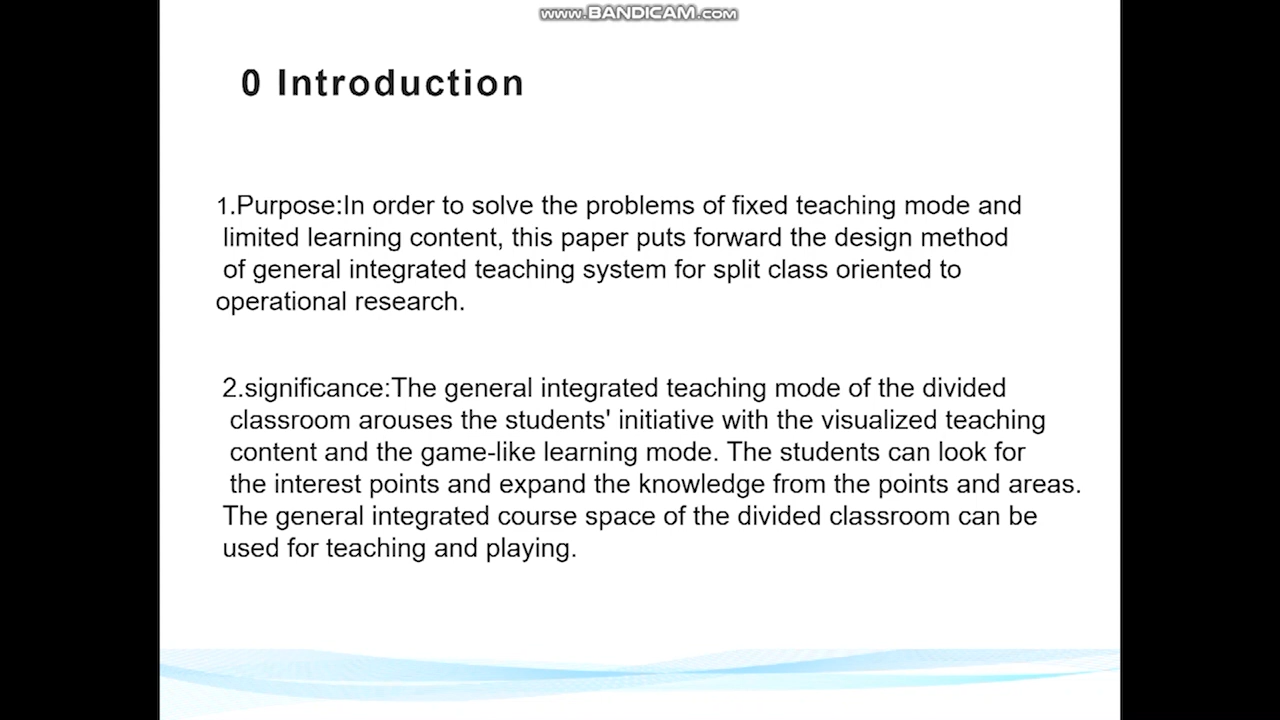 www.BANDICAM.com
0 Introduction
1.Purpose:In order to solve the problems of fixed teaching mode and
limited learning content, this paper puts forward the design method
of general integrated teaching system for split class oriented to
operational research.
2.significance:The general integrated teaching mode of the divided
classroom arouses the students' initiative with the visualized teaching
content and the game-like learning mode. The students can look for
the interest points and expand the knowledge from the points and areas.
The general integrated course space of the divided classroom can be
used for teaching and playing.